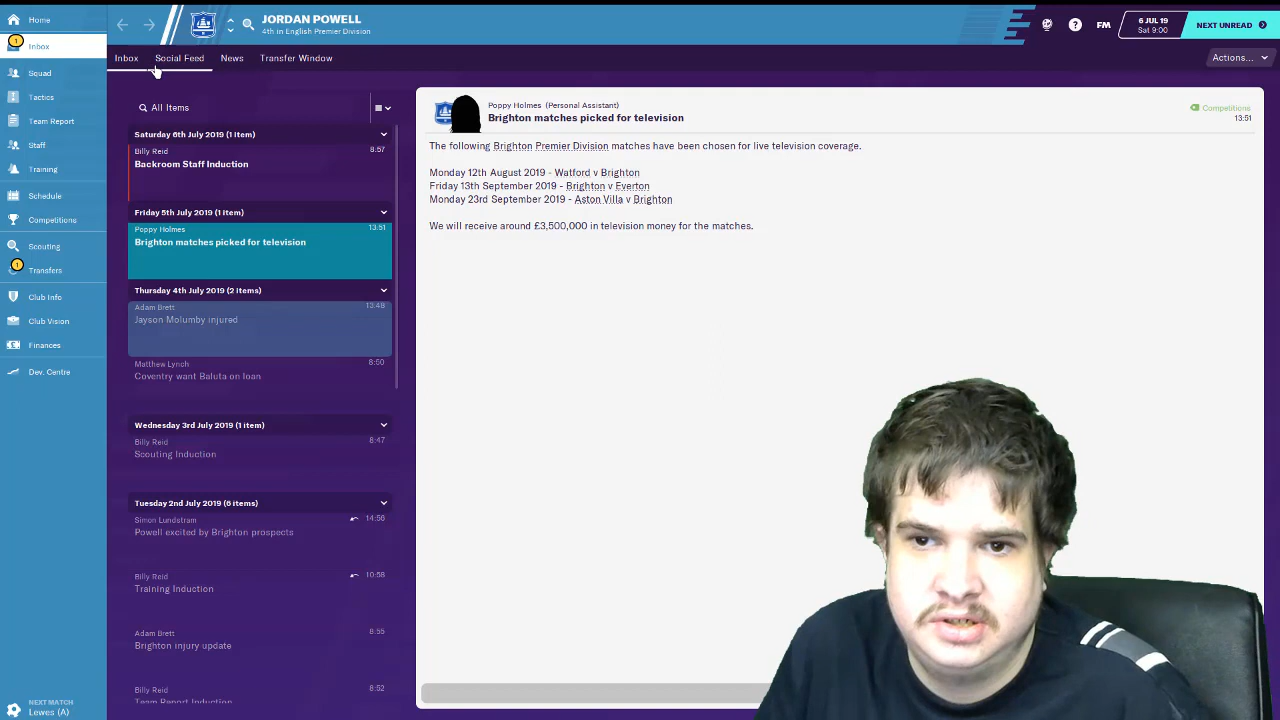 Home
JORDAN POWELL
4th in English Premier Division
FM
6 JUL 19
Sat 9:00
NEXT UNREAD
1
Inbox
Squad
Tactics
Team Report
Staff
Training
Schedule
Competitions
Scouting
1
Transfers
Club Info
Club Vision
Finances
Dev. Centre
NEXT MATCH
Lewes (A)
Inbox
Social Feed
News
Transfer Window
Actions...
All Items
Saturday 6th July 2019 (1 item)
Billy Reid
8:57
Backroom Staff Induction
Friday 5th July 2019 (1 item)
Poppy Holmes
13:51
Brighton matches picked for television
Thursday 4th July 2019 (2 items)
Adam Brett
13:48
Jayson Molumby injured
Matthew Lynch
8:50
Coventry want Baluta on loan
Wednesday 3rd July 2019 (1 item)
Billy Reid
8:47
Scouting Induction
Tuesday 2nd July 2019 (6 items)
Simon Lundstram
14:56
Powell excited by Brighton prospects
Billy Reid
10:58
Training Induction
Adam Brett
8:55
Brighton injury update
Billy Reid
8:52
Team Report Induction
Poppy Holmes (Personal Assistant)
Brighton matches picked for television
Competitions
13:51
The following Brighton Premier Division matches have been chosen for live television coverage.
Monday 12th August 2019 - Watford v Brighton
Friday 13th September 2019 - Brighton v Everton
Monday 23rd September 2019 - Aston Villa v Brighton
We will receive around £3,500,000 in television money for the matches.